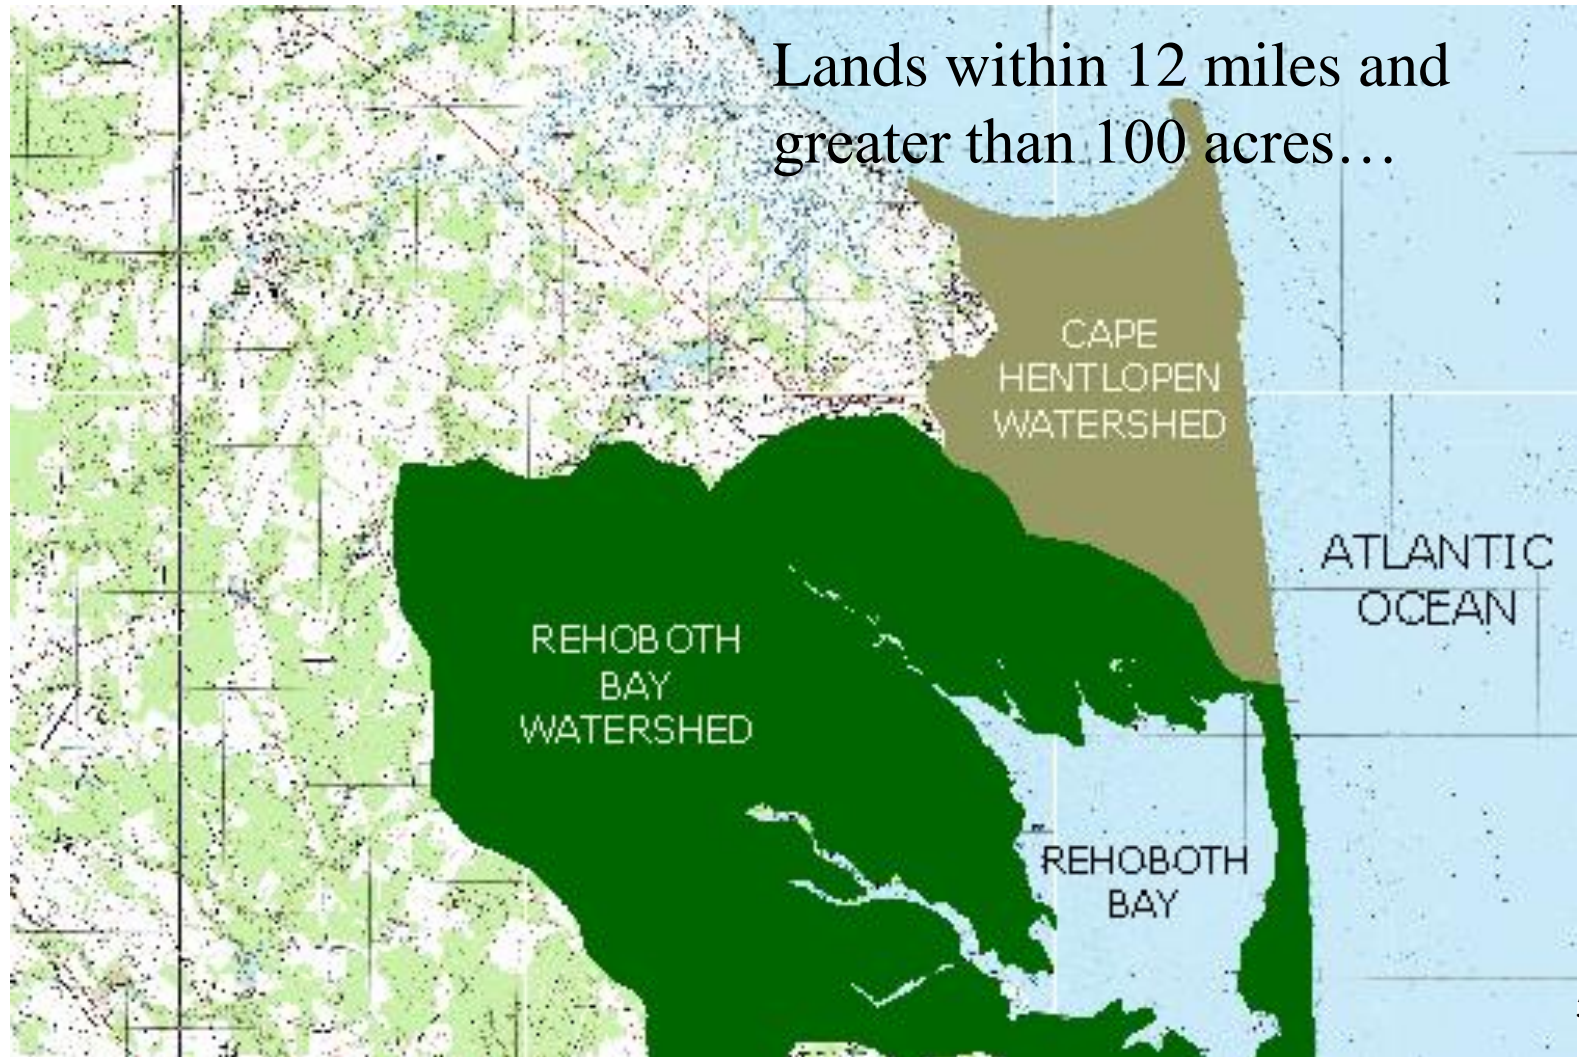 Lands within 12 miles and
greater than 100 acres…
CAPE
HENTLOPEN
WATERSHED
ATLANTIC
OCEAN
REHOBOTH
BAY
WATERSHED
REHOBOTH
BAY